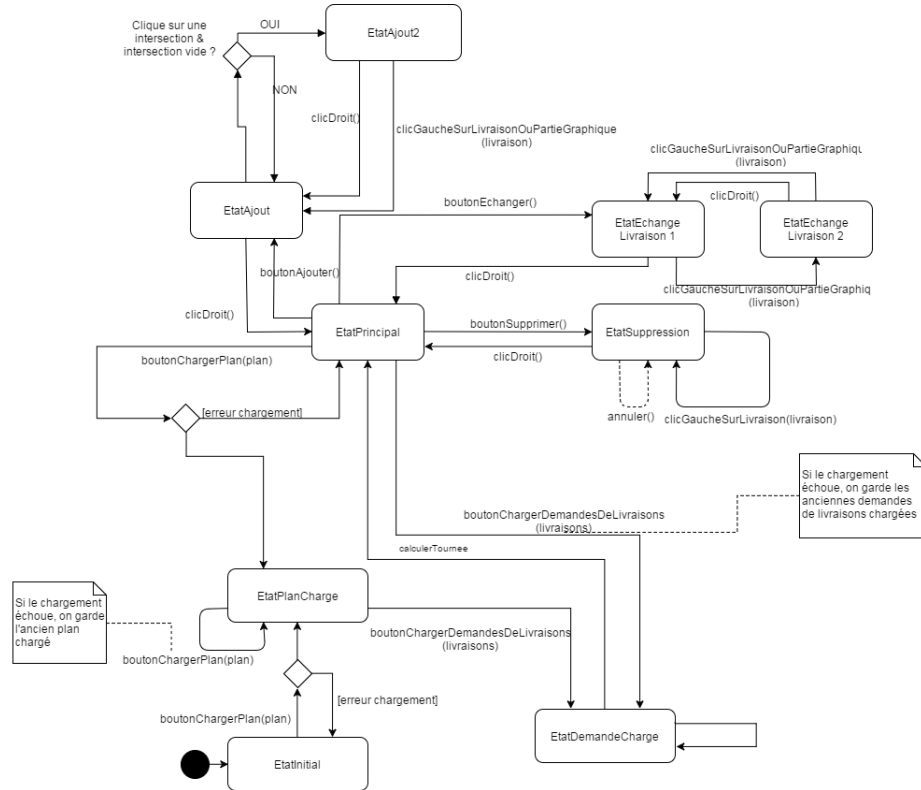 Clique sur une
intersection &
intersection vide ?
OUI
EtatAjout2
NON
clicDroit()
clicGaucheSurLivraisonOuPartieGraphique
(livraison)
clicGaucheSurLivraisonOuPartieGraphiqu
(livraison)
clicDroit()
EtatAjout
boutonEchanger()
EtatEchange
Livraison 1
EtatEchange
Livraison 2
boutonAjouter()
clicDroit()
clicGaucheSurLivraisonOuPartieGraphiq
(livraison)
clicDroit()
EtatPrincipal
boutonSupprimer()
EtatSuppression
clicDroit()
boutonChargerPlan(plan)
[erreur chargement]
annuler()
clicGaucheSurLivraison(livraison)
Si le chargement
échoue, on garde les
anciennes demandes
de livraisons chargées
boutonChargerDemandesDeLivraisons
(livraisons)
calculerTournee
Si le chargement
échoue, on garde
l'ancien plan
chargé
EtatPlanCharge
boutonChargerDemandesDeLivraisons
(livraisons)
boutonChargerPlan(plan)
[erreur chargement]
boutonChargerPlan(plan)
EtatDemandeCharge
EtatInitial